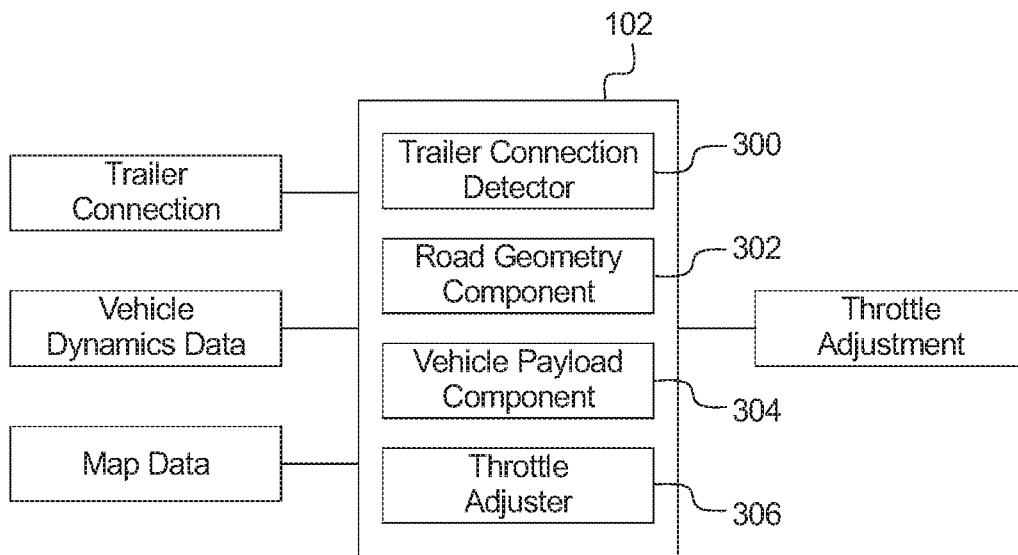 102
Trailer
Connection
Vehicle
Dynamics Data
Map Data
Trailer Connection
Detector
300
Road Geometry
Component
302
Vehicle Payload
Component
304
Throttle
Adjuster
306
Throttle
Adjustment